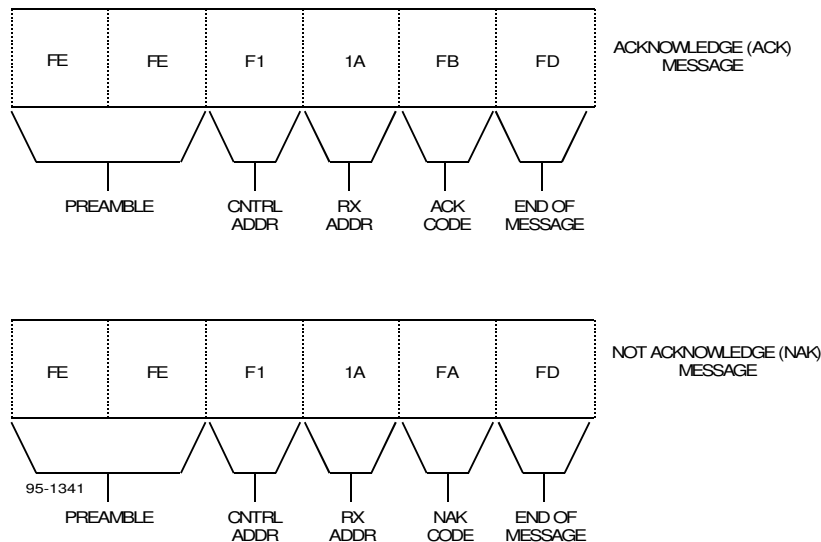 FE FE F1 1A FB FD
ACKNOWLEDGE (ACK)
MESSAGE
PREAMBLE
CNTRL
ADDR
RX
ADDR
ACK
CODE
END OF
MESSAGE
FE FE F1 1A FA FD
NOT ACKNOWLEDGE (NAK)
MESSAGE
95-1341
PREAMBLE
CNTRL
ADDR
RX
ADDR
NAK
CODE
END OF
MESSAGE